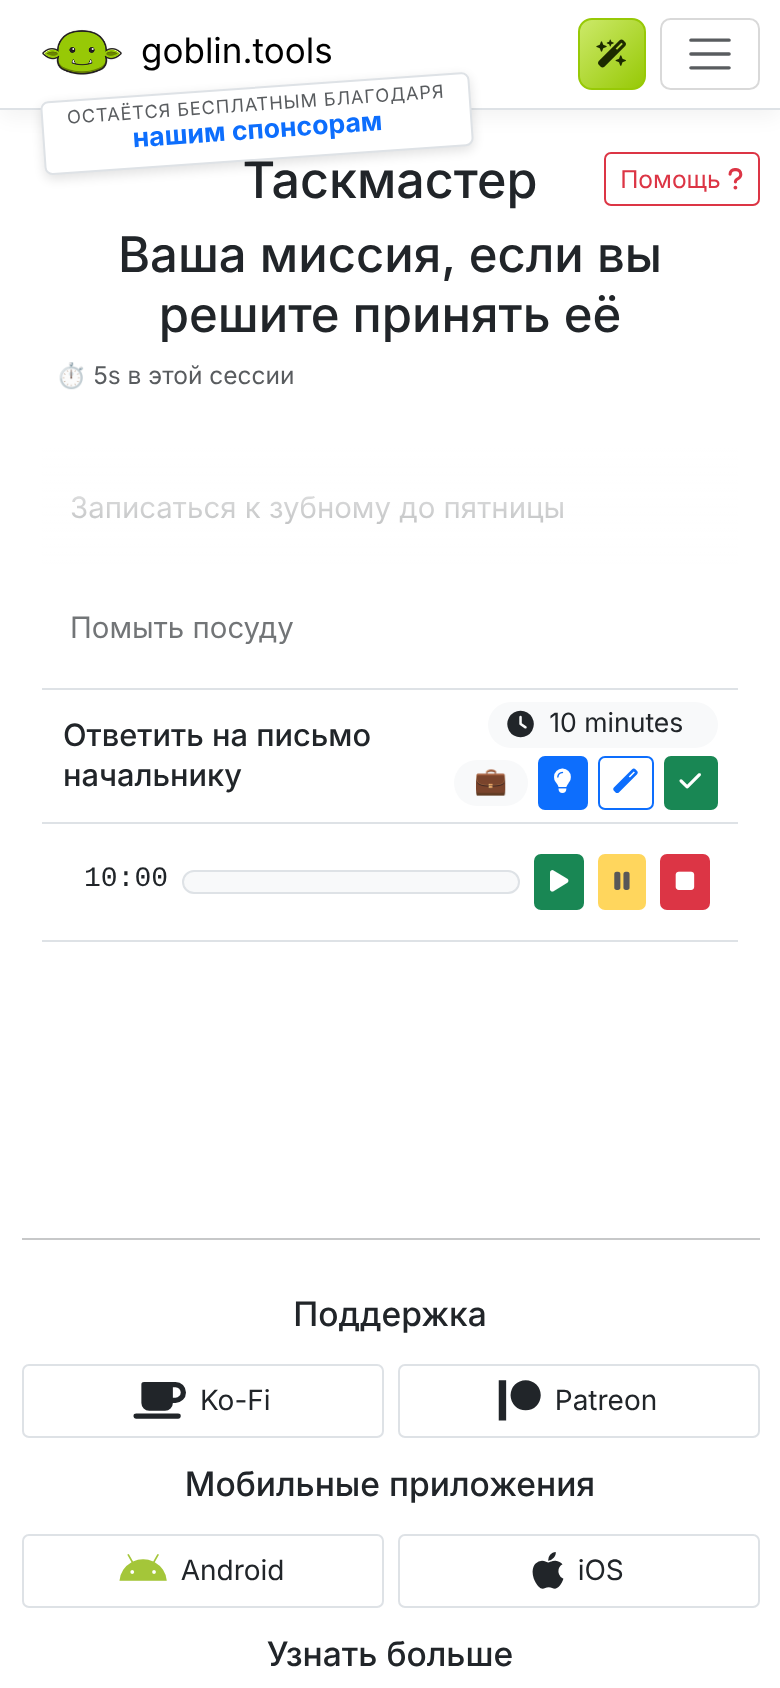 goblin.tools
ОСТАЁТСЯ БЕСПЛАТНЫМ БЛАГОДАРЯ
нашим спонсорам
Таскмастер
Помощь ?
Ваша миссия, если вы
решите принять её
5s в этой сессии
Записаться к зубному до пятницы
Помыть посуду
Ответить на письмо
начальнику
10 minutes
10:00
Поддержка
Ko-Fi
Patreon
Мобильные приложения
Android
iOS
Узнать больше